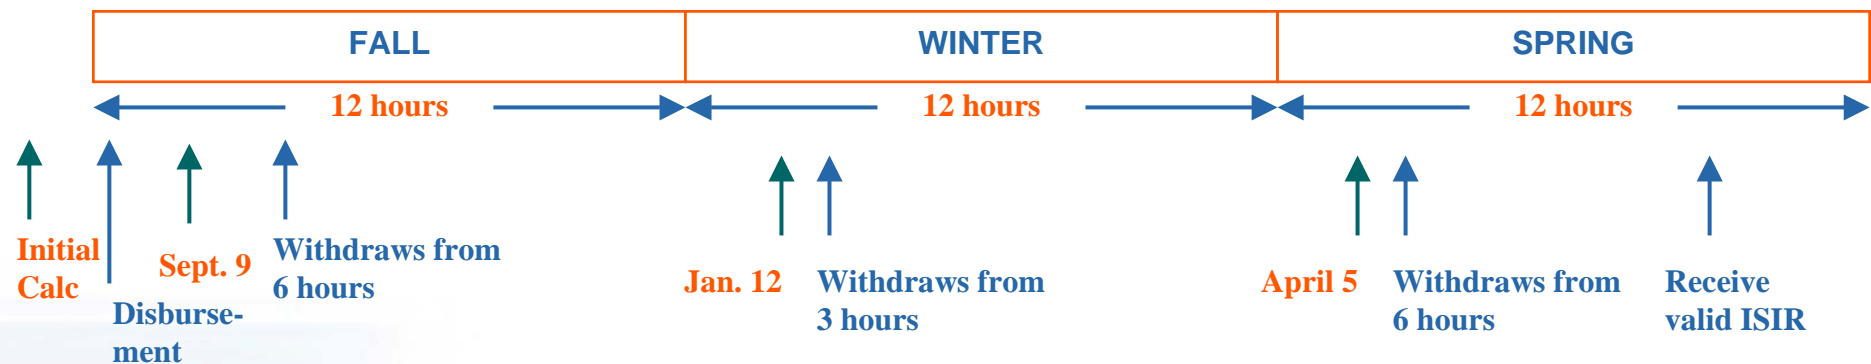 FALL
WINTER
SPRING
12 hours
12 hours
12 hours
Initial
Calc
Disburse-
ment
Sept. 9
Withdraws from
6 hours
Jan. 12
Withdraws from
3 hours
April 5
Withdraws from
6 hours
Receive
valid ISIR